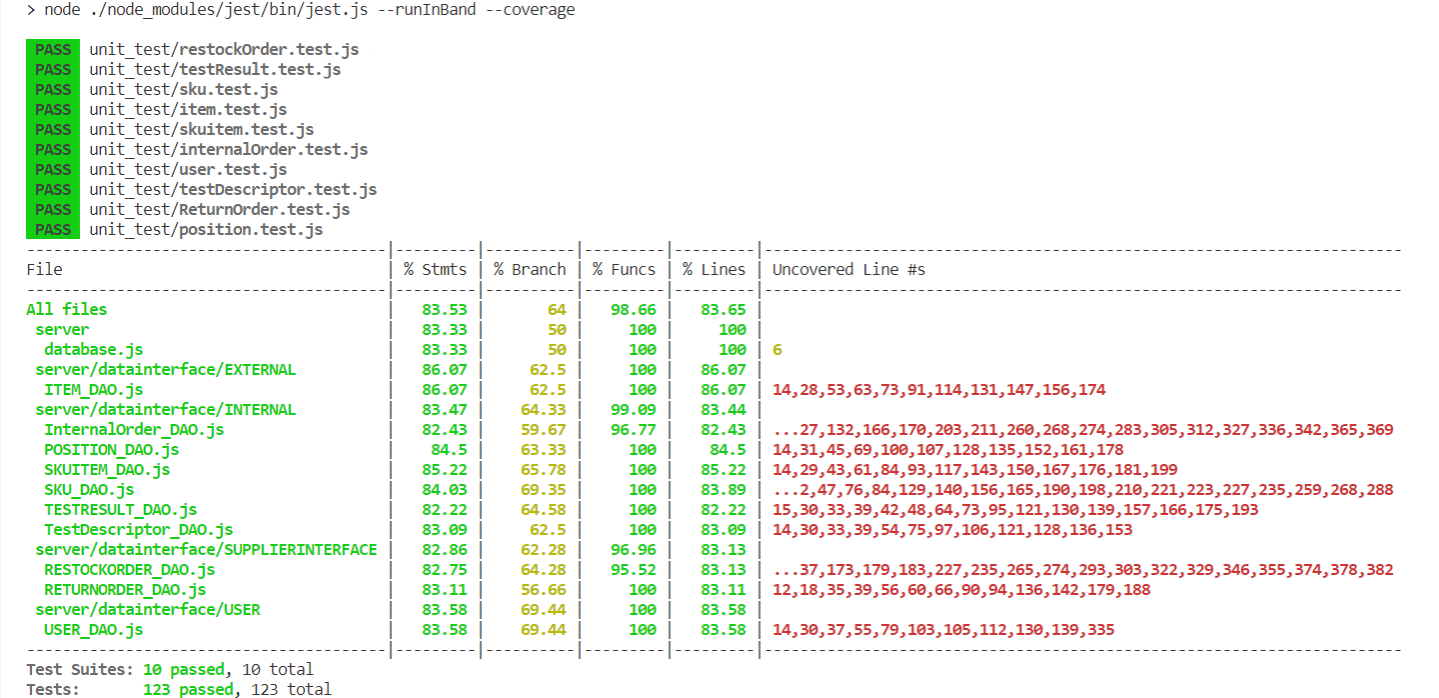 > node ./node_modules/jest/bin/jest.js --runInBand --coverage
PASS unit_test/restockOrder.test.js
PASS unit_test/testResult.test.js
PASS unit_test/sku.test.js
PASS unit_test/item.test.js
PASS unit_test/skuitem.test.js
PASS unit_test/internalOrder.test.js
PASS unit_test/user.test.js
PASS unit_test/testDescriptor.test.js
PASS unit_test/ReturnOrder.test.js
PASS unit_test/position.test.js
----------------------------------------|---------|----------|---------|---------|-----------------------------------------------------------------------
File | % Stmts | % Branch | % Funcs | % Lines | Uncovered Line #s
----------------------------------------|---------|----------|---------|---------|-----------------------------------------------------------------------
All files | 83.53 | 64 | 98.66 | 83.65 |
server | 83.33 | 50 | 100 | 100 |
database.js | 83.33 | 50 | 100 | 100 | 6
server/datainterface/EXTERNAL | 86.07 | 62.5 | 100 | 86.07 |
ITEM_DAO.js | 86.07 | 62.5 | 100 | 86.07 | 14,28,53,63,73,91,114,131,147,156,174
server/datainterface/INTERNAL | 83.47 | 64.33 | 99.09 | 83.44 |
InternalOrder_DAO.js | 82.43 | 59.67 | 96.77 | 82.43 | ...27,132,166,170,203,211,260,268,274,283,305,312,327,336,342,365,369
POSITION_DAO.js | 84.5 | 63.33 | 100 | 84.5 | 14,31,45,69,100,107,128,135,152,161,178
SKUITEM_DAO.js | 85.22 | 65.78 | 100 | 85.22 | 14,29,43,61,84,93,117,143,150,167,176,181,199
SKU_DAO.js | 84.03 | 69.35 | 100 | 83.89 | ...2,47,76,84,129,140,156,165,190,198,210,221,223,227,235,259,268,288
TESTRESULT_DAO.js | 82.22 | 64.58 | 100 | 82.22 | 15,30,33,39,42,48,64,73,95,121,130,139,157,166,175,193
TestDescriptor_DAO.js | 83.09 | 62.5 | 100 | 83.09 | 14,30,33,39,54,75,97,106,121,128,136,153
server/datainterface/SUPPLIERINTERFACE | 82.86 | 62.28 | 96.96 | 83.13 |
RESTOCKORDER_DAO.js | 82.75 | 64.28 | 95.52 | 83.13 | ...37,173,179,183,227,235,265,274,293,303,322,329,346,355,374,378,382
RETURNORDER_DAO.js | 83.11 | 56.66 | 100 | 83.11 | 12,18,35,39,56,60,66,90,94,136,142,179,188
server/datainterface/USER | 83.58 | 69.44 | 100 | 83.58 |
USER_DAO.js | 83.58 | 69.44 | 100 | 83.58 | 14,30,37,55,79,103,105,112,130,139,335
----------------------------------------|---------|----------|---------|---------|-----------------------------------------------------------------------
Test Suites: 10 passed, 10 total
Tests: 123 passed, 123 total